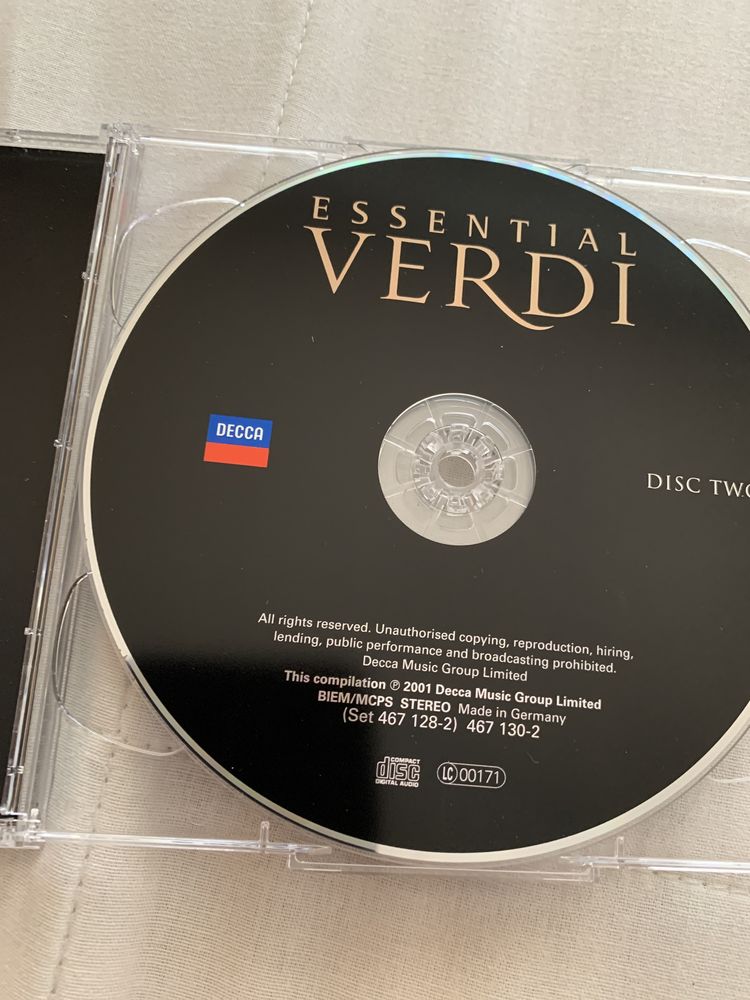 ESSENTIAL
VERDI
DECCA
DISC TWO
All rights reserved. Unauthorised copying, reproduction, hiring,
lending, public performance and broadcasting prohibited.
Decca Music Group Limited
This compilation ℗ 2001 Decca Music Group Limited
BIEM/MCPS STEREO Made in Germany
(Set 467 128-2) 467 130-2
COMPACT
disc
DIGITAL AUDIO
LC 00171